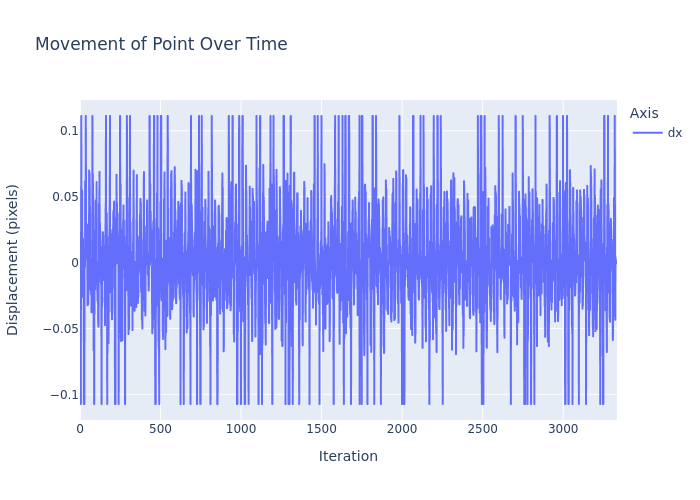 Movement of Point Over Time
Axis
dx
Displacement (pixels)
0.1
0.05
0
−0.05
−0.1
0 500 1000 1500 2000 2500 3000
Iteration